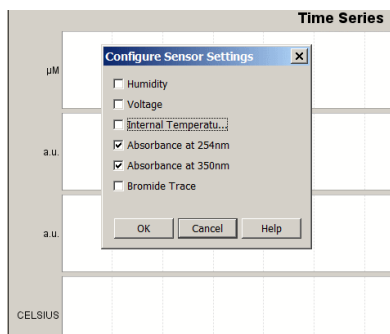 Time Series
Configure Sensor Settings
µM
Humidity
Voltage
Internal Temperatu...
a.u.
Absorbance at 254nm
Absorbance at 350nm
Bromide Trace
a.u.
OK Cancel Help
CELSIUS